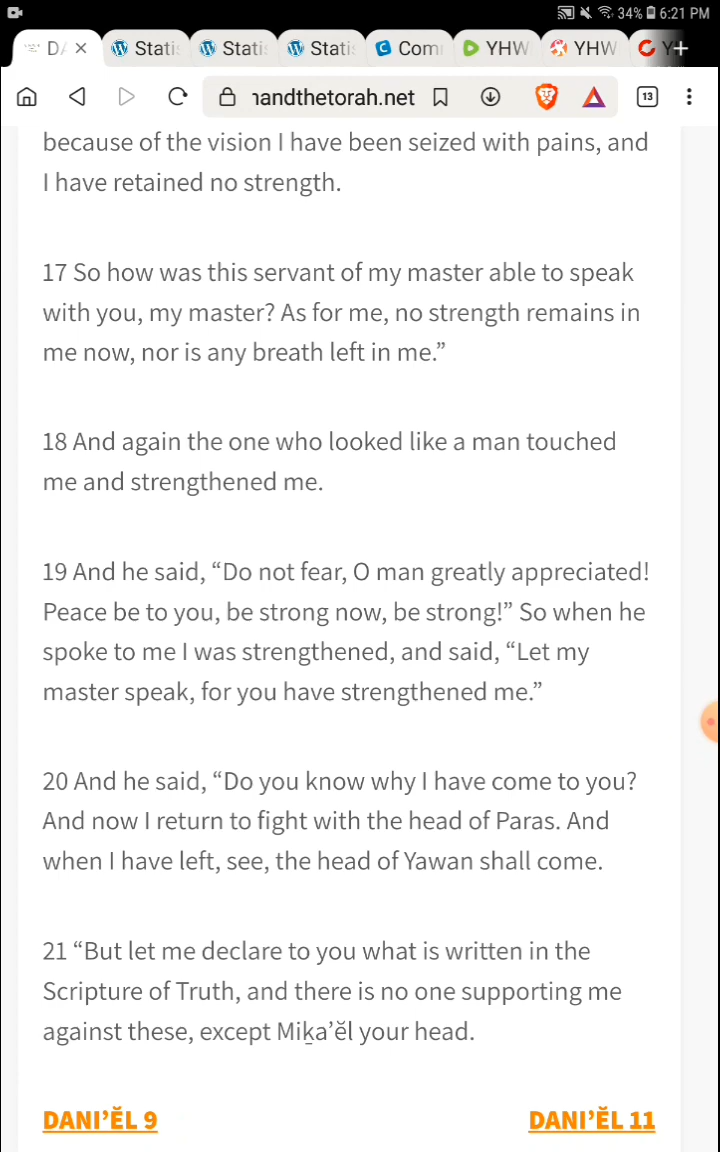 34% 6:21 PM
DA × Statis Statis Statis Com YHW YHW Y +
nandthetorah.net 13
because of the vision I have been seized with pains, and
I have retained no strength.
17 So how was this servant of my master able to speak
with you, my master? As for me, no strength remains in
me now, nor is any breath left in me.”
18 And again the one who looked like a man touched
me and strengthened me.
19 And he said, “Do not fear, O man greatly appreciated!
Peace be to you, be strong now, be strong!” So when he
spoke to me I was strengthened, and said, “Let my
master speak, for you have strengthened me.”
20 And he said, “Do you know why I have come to you?
And now I return to fight with the head of Paras. And
when I have left, see, the head of Yawan shall come.
21 “But let me declare to you what is written in the
Scripture of Truth, and there is no one supporting me
against these, except Miḵa’ĕl your head.
DANI’ĔL 9 DANI’ĔL 11